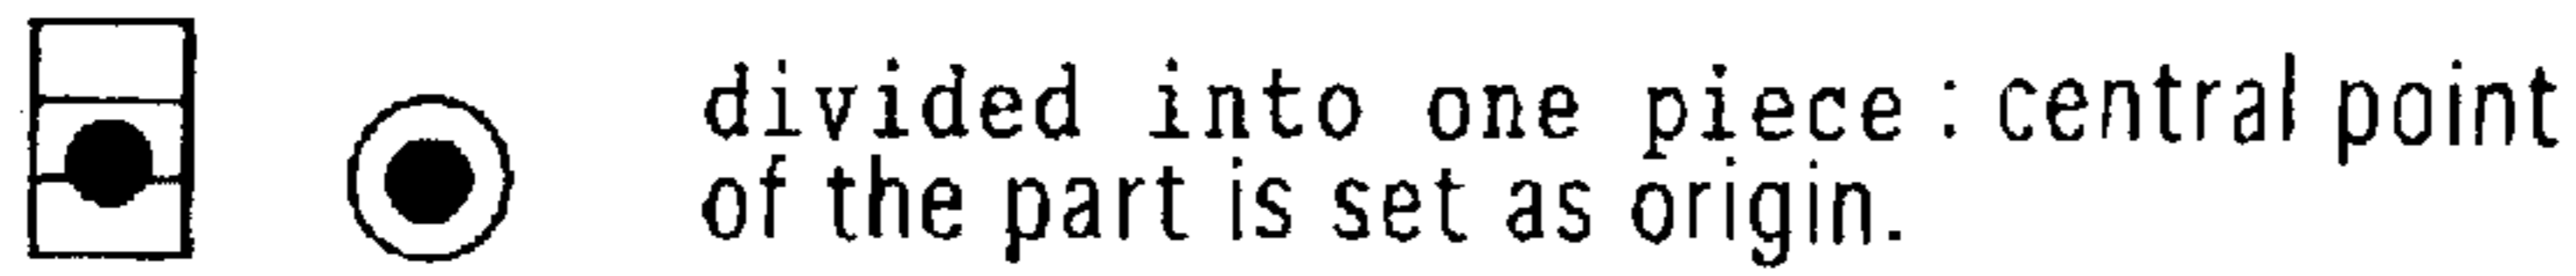 divided into one piece : central point
of the part is set as origin.